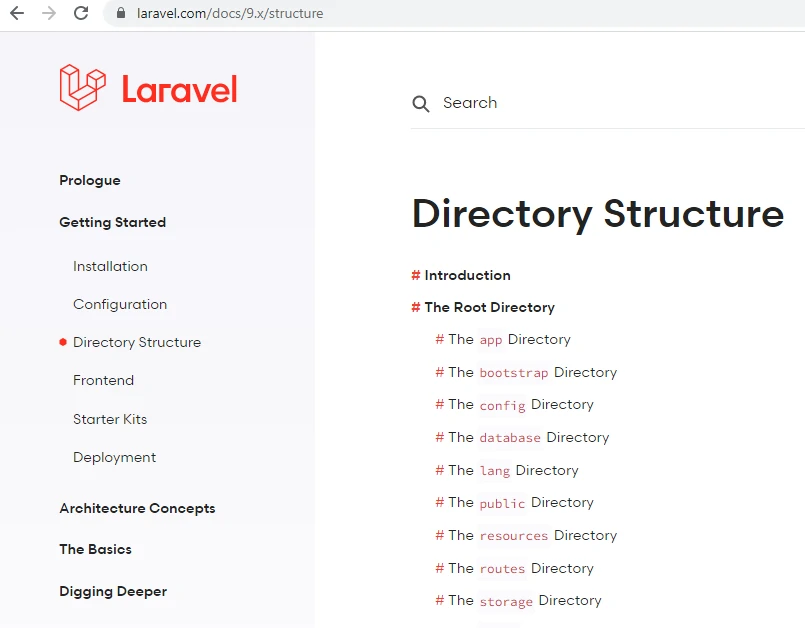 laravel.com/docs/9.x/structure
Laravel
Prologue
Getting Started
Installation
Configuration
Directory Structure
Frontend
Starter Kits
Deployment
Architecture Concepts
The Basics
Digging Deeper
Search
Directory Structure
# Introduction
# The Root Directory
# The app Directory
# The bootstrap Directory
# The config Directory
# The database Directory
# The lang Directory
# The public Directory
# The resources Directory
# The routes Directory
# The storage Directory